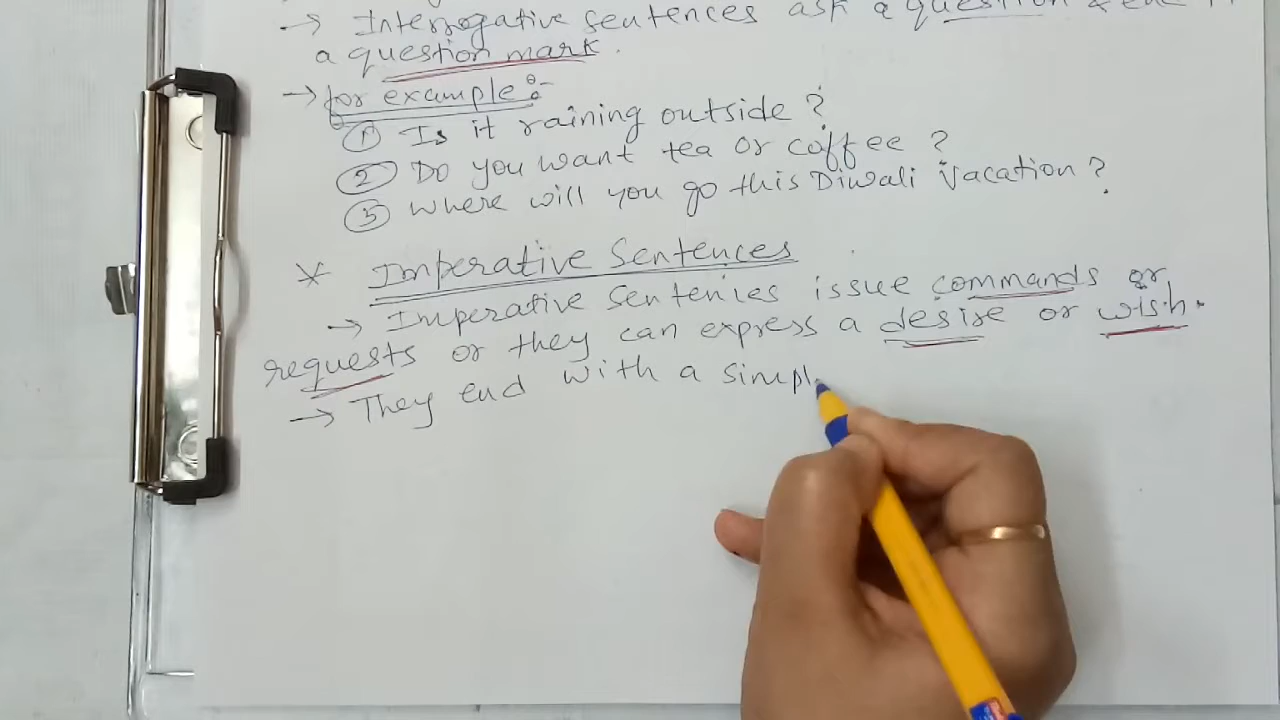 → Interrogative sentences ask a question & end
a question mark.
→ for example :-
① Is it raining outside ?
② Do you want tea or coffee ?
③ Where will you go this Diwali vacation ?
* Imperative Sentences
→ Imperative sentences issue commands or
requests or they can express a desire or wish.
→ They end with a simpl